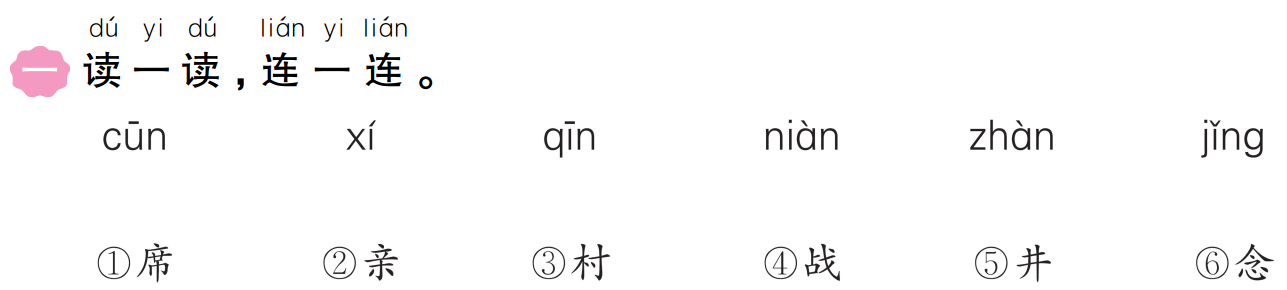 dú yi dú lián yi lián
一 读一读，连一连。
cūn xí qīn niàn zhàn jǐng
①席 ②亲 ③村 ④战 ⑤井 ⑥念